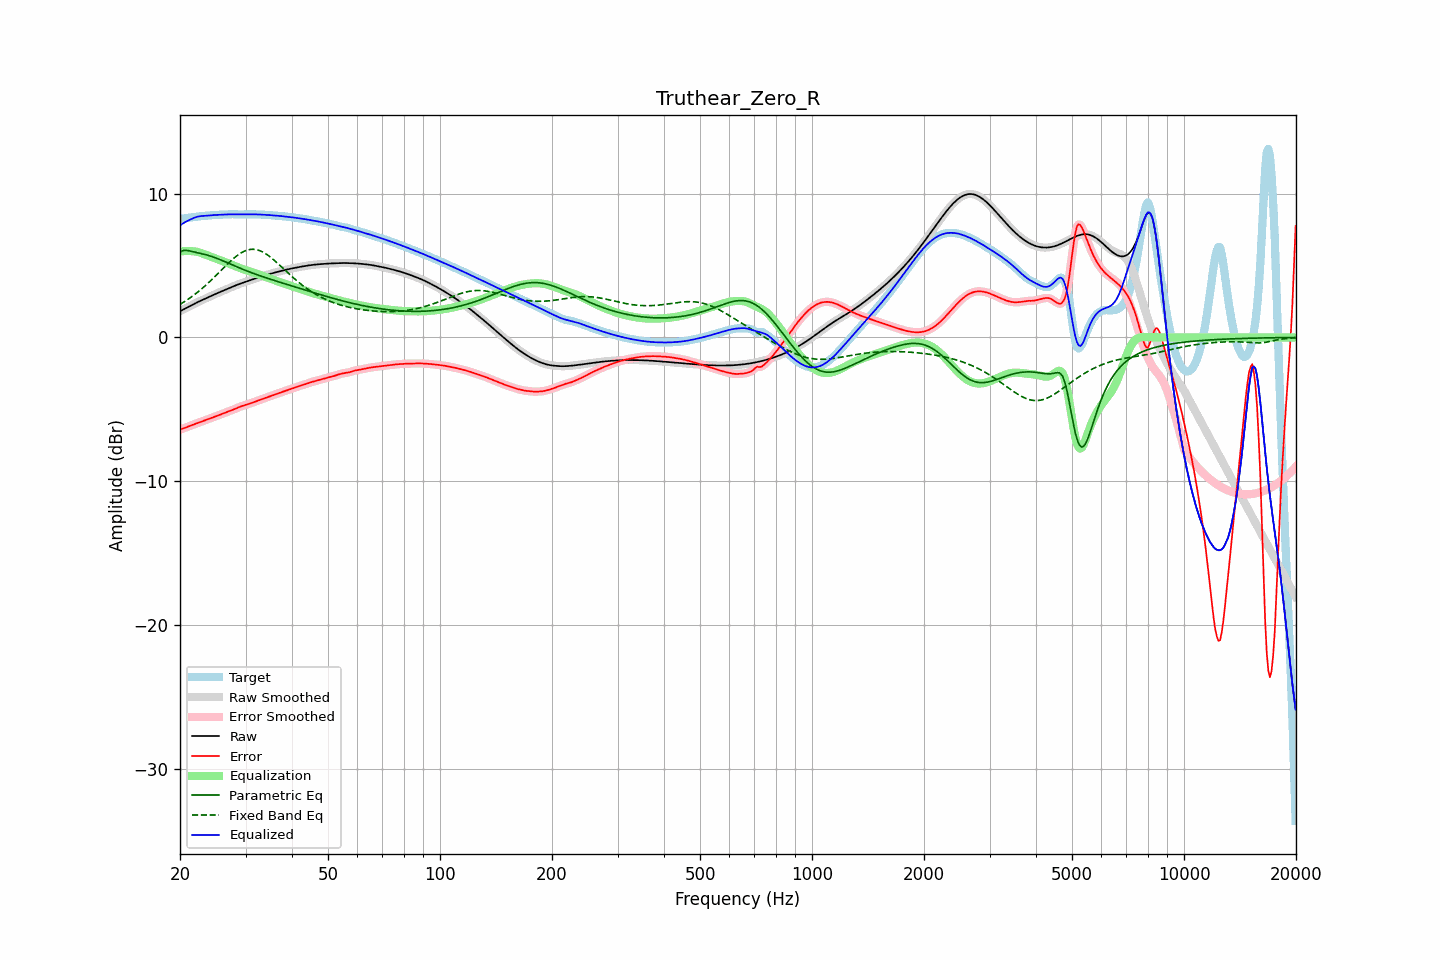 Truthear_Zero_R
Amplitude (dBr)
10
0
−10
−20
−30
Target
Raw Smoothed
Error Smoothed
Raw
Error
Equalization
Parametric Eq
Fixed Band Eq
Equalized
20 50 100 200 500 1000 2000 5000 10000 20000
Frequency (Hz)